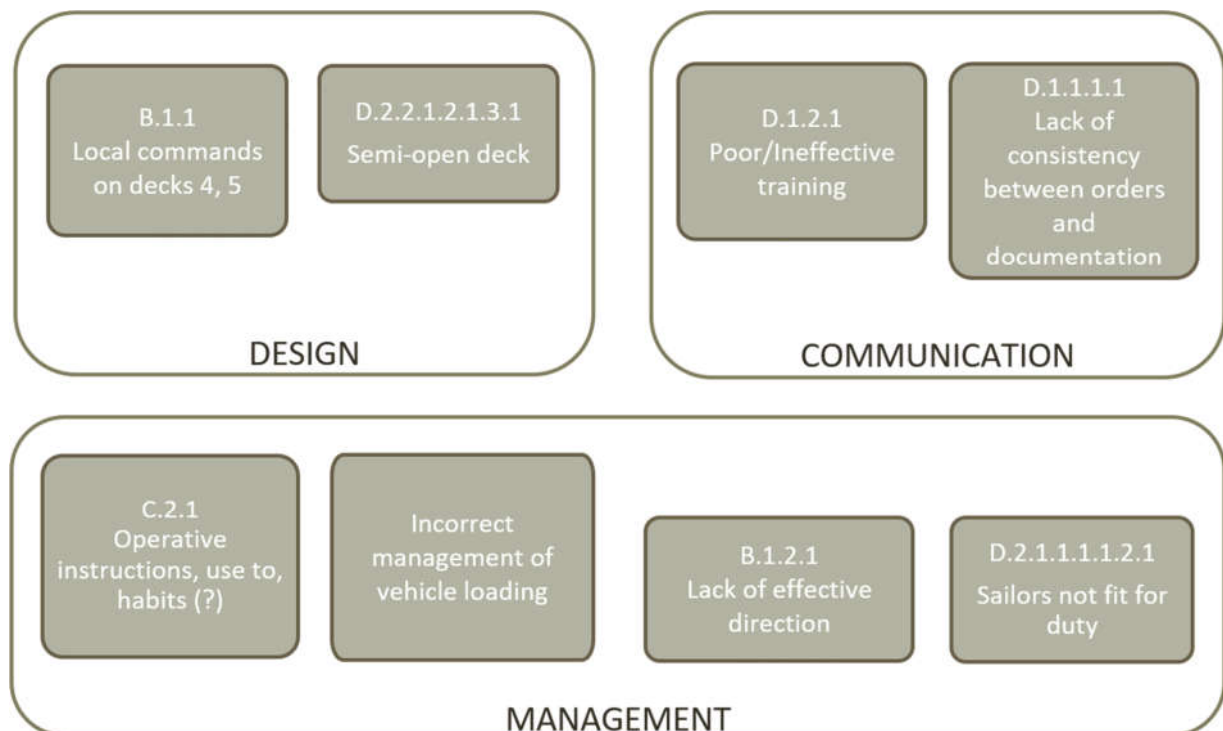 B.1.1
Local commands
on decks 4, 5
D.2.2.1.2.1.3.1
Semi-open deck
DESIGN
D.1.2.1
Poor/Ineffective
training
D.1.1.1.1
Lack of
consistency
between orders
and
documentation
COMMUNICATION
C.2.1
Operative
instructions, use to,
habits (?)
Incorrect
management of
vehicle loading
B.1.2.1
Lack of effective
direction
D.2.1.1.1.1.2.1
Sailors not fit for
duty
MANAGEMENT